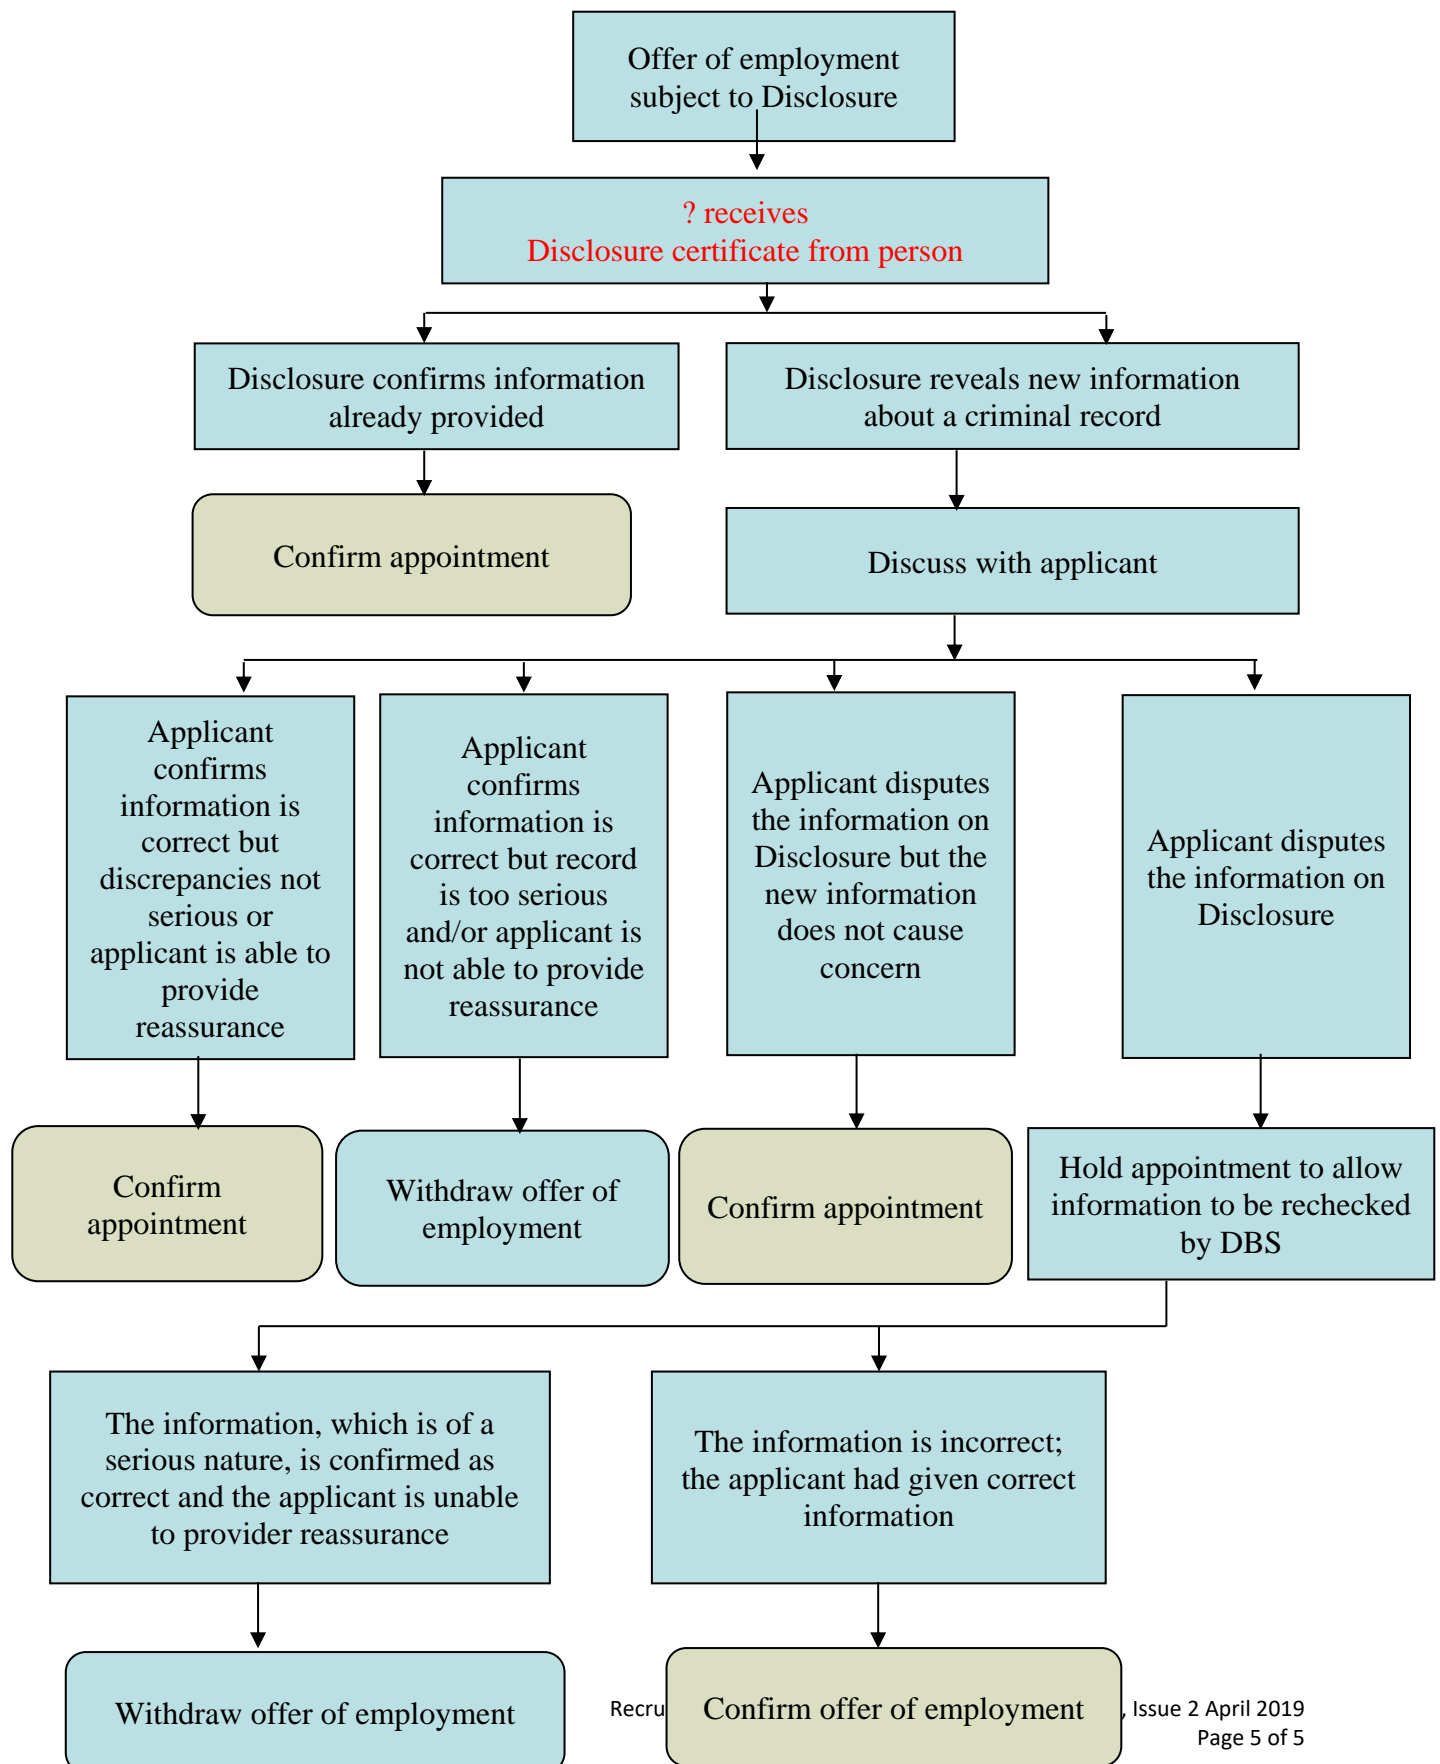 Offer of employment
subject to Disclosure
? receives
Disclosure certificate from person
Disclosure confirms information
already provided
Disclosure reveals new information
about a criminal record
Confirm appointment
Discuss with applicant
Applicant
confirms
information is
correct but
discrepancies not
serious or
applicant is able to
provide
reassurance
Applicant
confirms
information is
correct but record
is too serious
and/or applicant is
not able to provide
reassurance
Applicant disputes
the information on
Disclosure but the
new information
does not cause
concern
Applicant disputes
the information on
Disclosure
Confirm
appointment
Withdraw offer of
employment
Confirm appointment
Hold appointment to allow
information to be rechecked
by DBS
The information, which is of a
serious nature, is confirmed as
correct and the applicant is unable
to provider reassurance
The information is incorrect;
the applicant had given correct
information
Withdraw offer of employment
Confirm offer of employment
, Issue 2 April 2019
Page 5 of 5